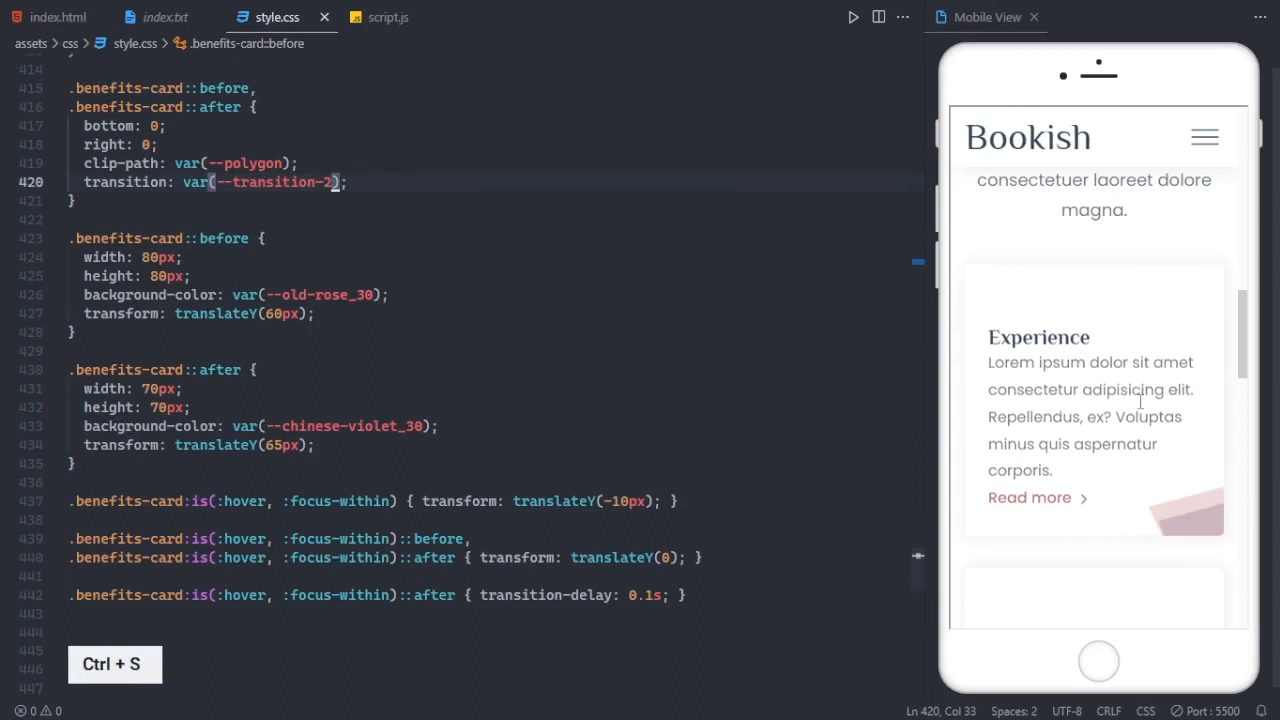 index.html
index.txt
style.css
script.js
Mobile View
assets > css > style.css > .benefits-card::before
414
415 .benefits-card::before,
416 .benefits-card::after {
417 bottom: 0;
418 right: 0;
419 clip-path: var(--polygon);
420 transition: var(--transition-2);
421 }
422
423 .benefits-card::before {
424 width: 80px;
425 height: 80px;
426 background-color: var(--old-rose_30);
427 transform: translateY(60px);
428 }
429
430 .benefits-card::after {
431 width: 70px;
432 height: 70px;
433 background-color: var(--chinese-violet_30);
434 transform: translateY(65px);
435 }
436
437 .benefits-card:is(:hover, :focus-within) { transform: translateY(-10px); }
438
439 .benefits-card:is(:hover, :focus-within)::before,
440 .benefits-card:is(:hover, :focus-within)::after { transform: translateY(0); }
441
442 .benefits-card:is(:hover, :focus-within)::after { transition-delay: 0.1s; }
443
444
445
446
447
Ctrl + S
Bookish
consectetuer laoreet dolore
magna.
Experience
Lorem ipsum dolor sit amet
consectetur adipisicing elit.
Repellendus, ex? Voluptas
minus quis aspernatur
corporis.
Read more >
0 0
Ln 420, Col 33 Spaces: 2 UTF-8 CRLF CSS Port : 5500